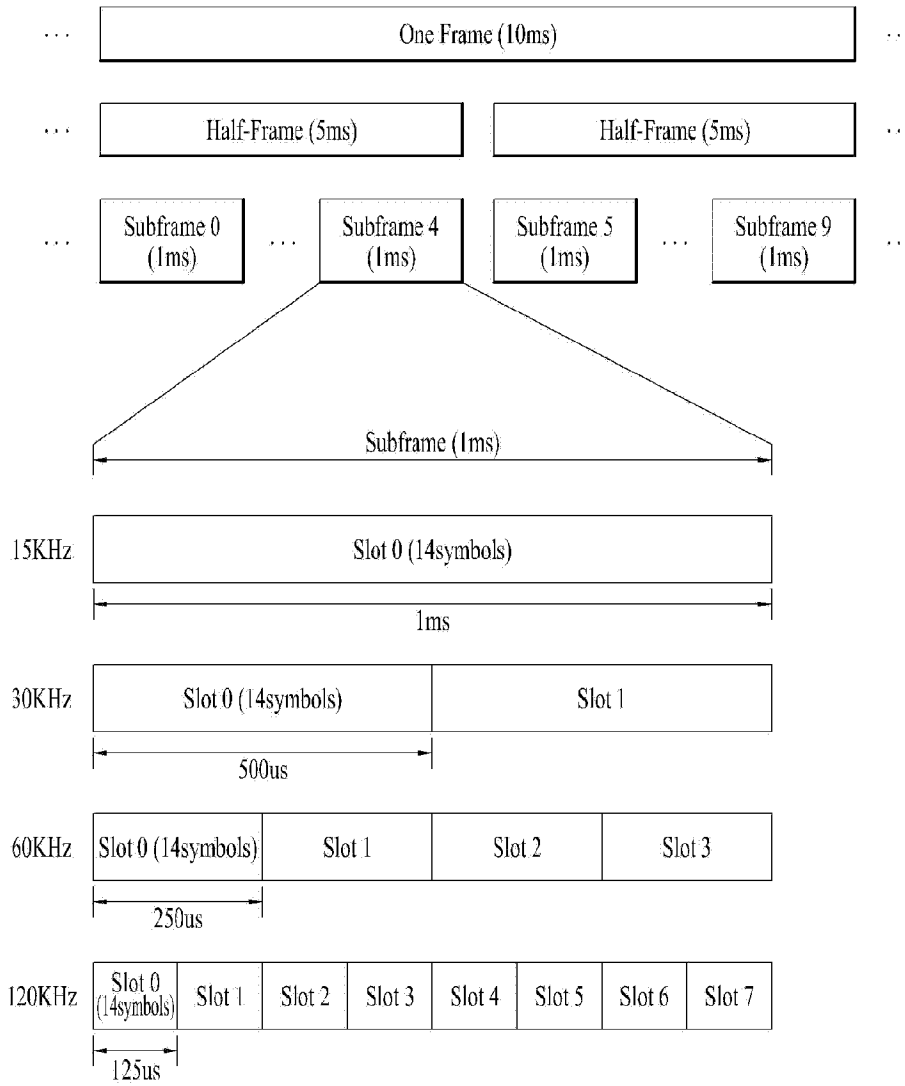 ... One Frame (10ms) ...
... Half-Frame (5ms) Half-Frame (5ms) ...
... Subframe 0 ... Subframe 4 Subframe 5 ... Subframe 9 ...
(1ms) (1ms) (1ms) (1ms)
Subframe (1ms)
15KHz Slot 0 (14symbols)
1ms
30KHz Slot 0 (14symbols) Slot 1
500us
60KHz Slot 0 (14symbols) Slot 1 Slot 2 Slot 3
250us
120KHz Slot 0 Slot 1 Slot 2 Slot 3 Slot 4 Slot 5 Slot 6 Slot 7
(14symbols)
125us